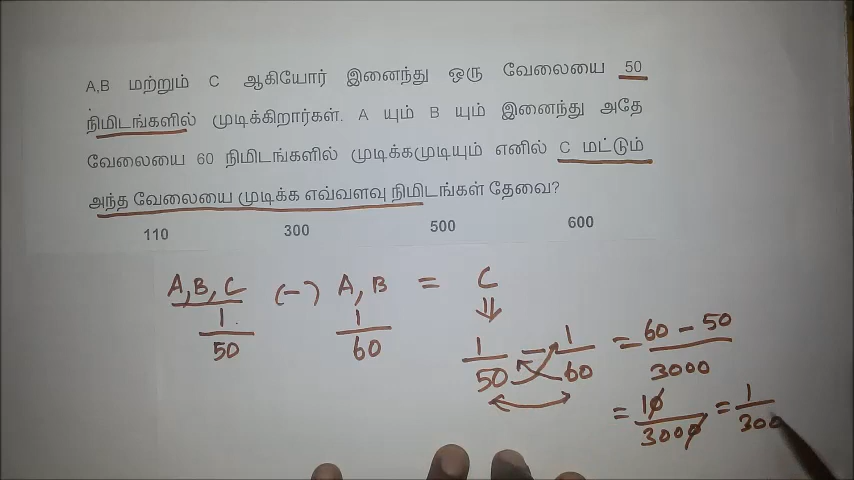 A,B மற்றும் C ஆகியோர் இனைந்து ஒரு வேலையை 50
நிமிடங்களில் முடிக்கிறார்கள். A யும் B யும் இனைந்து அதே
வேலையை 60 நிமிடங்களில் முடிக்கமுடியும் எனில் C மட்டும்
அந்த வேலையை முடிக்க எவ்வளவு நிமிடங்கள் தேவை?
110 300 500 600
A, B, C (-) A, B = C
1/50 1/60 ⇓
1/50 - 1/60 = 60 - 50/3000
= 10/3000 = 1/300